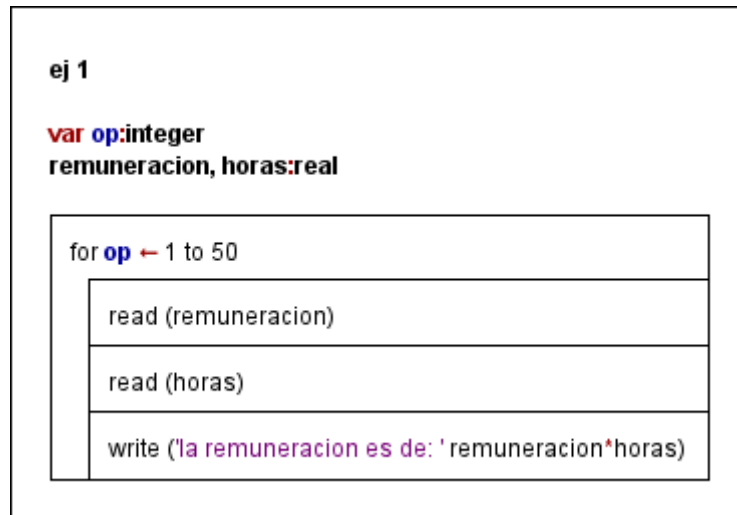 ej 1
var op:integer
remuneracion, horas:real
for op ← 1 to 50
read (remuneracion)
read (horas)
write ('la remuneracion es de: ' remuneracion*horas)